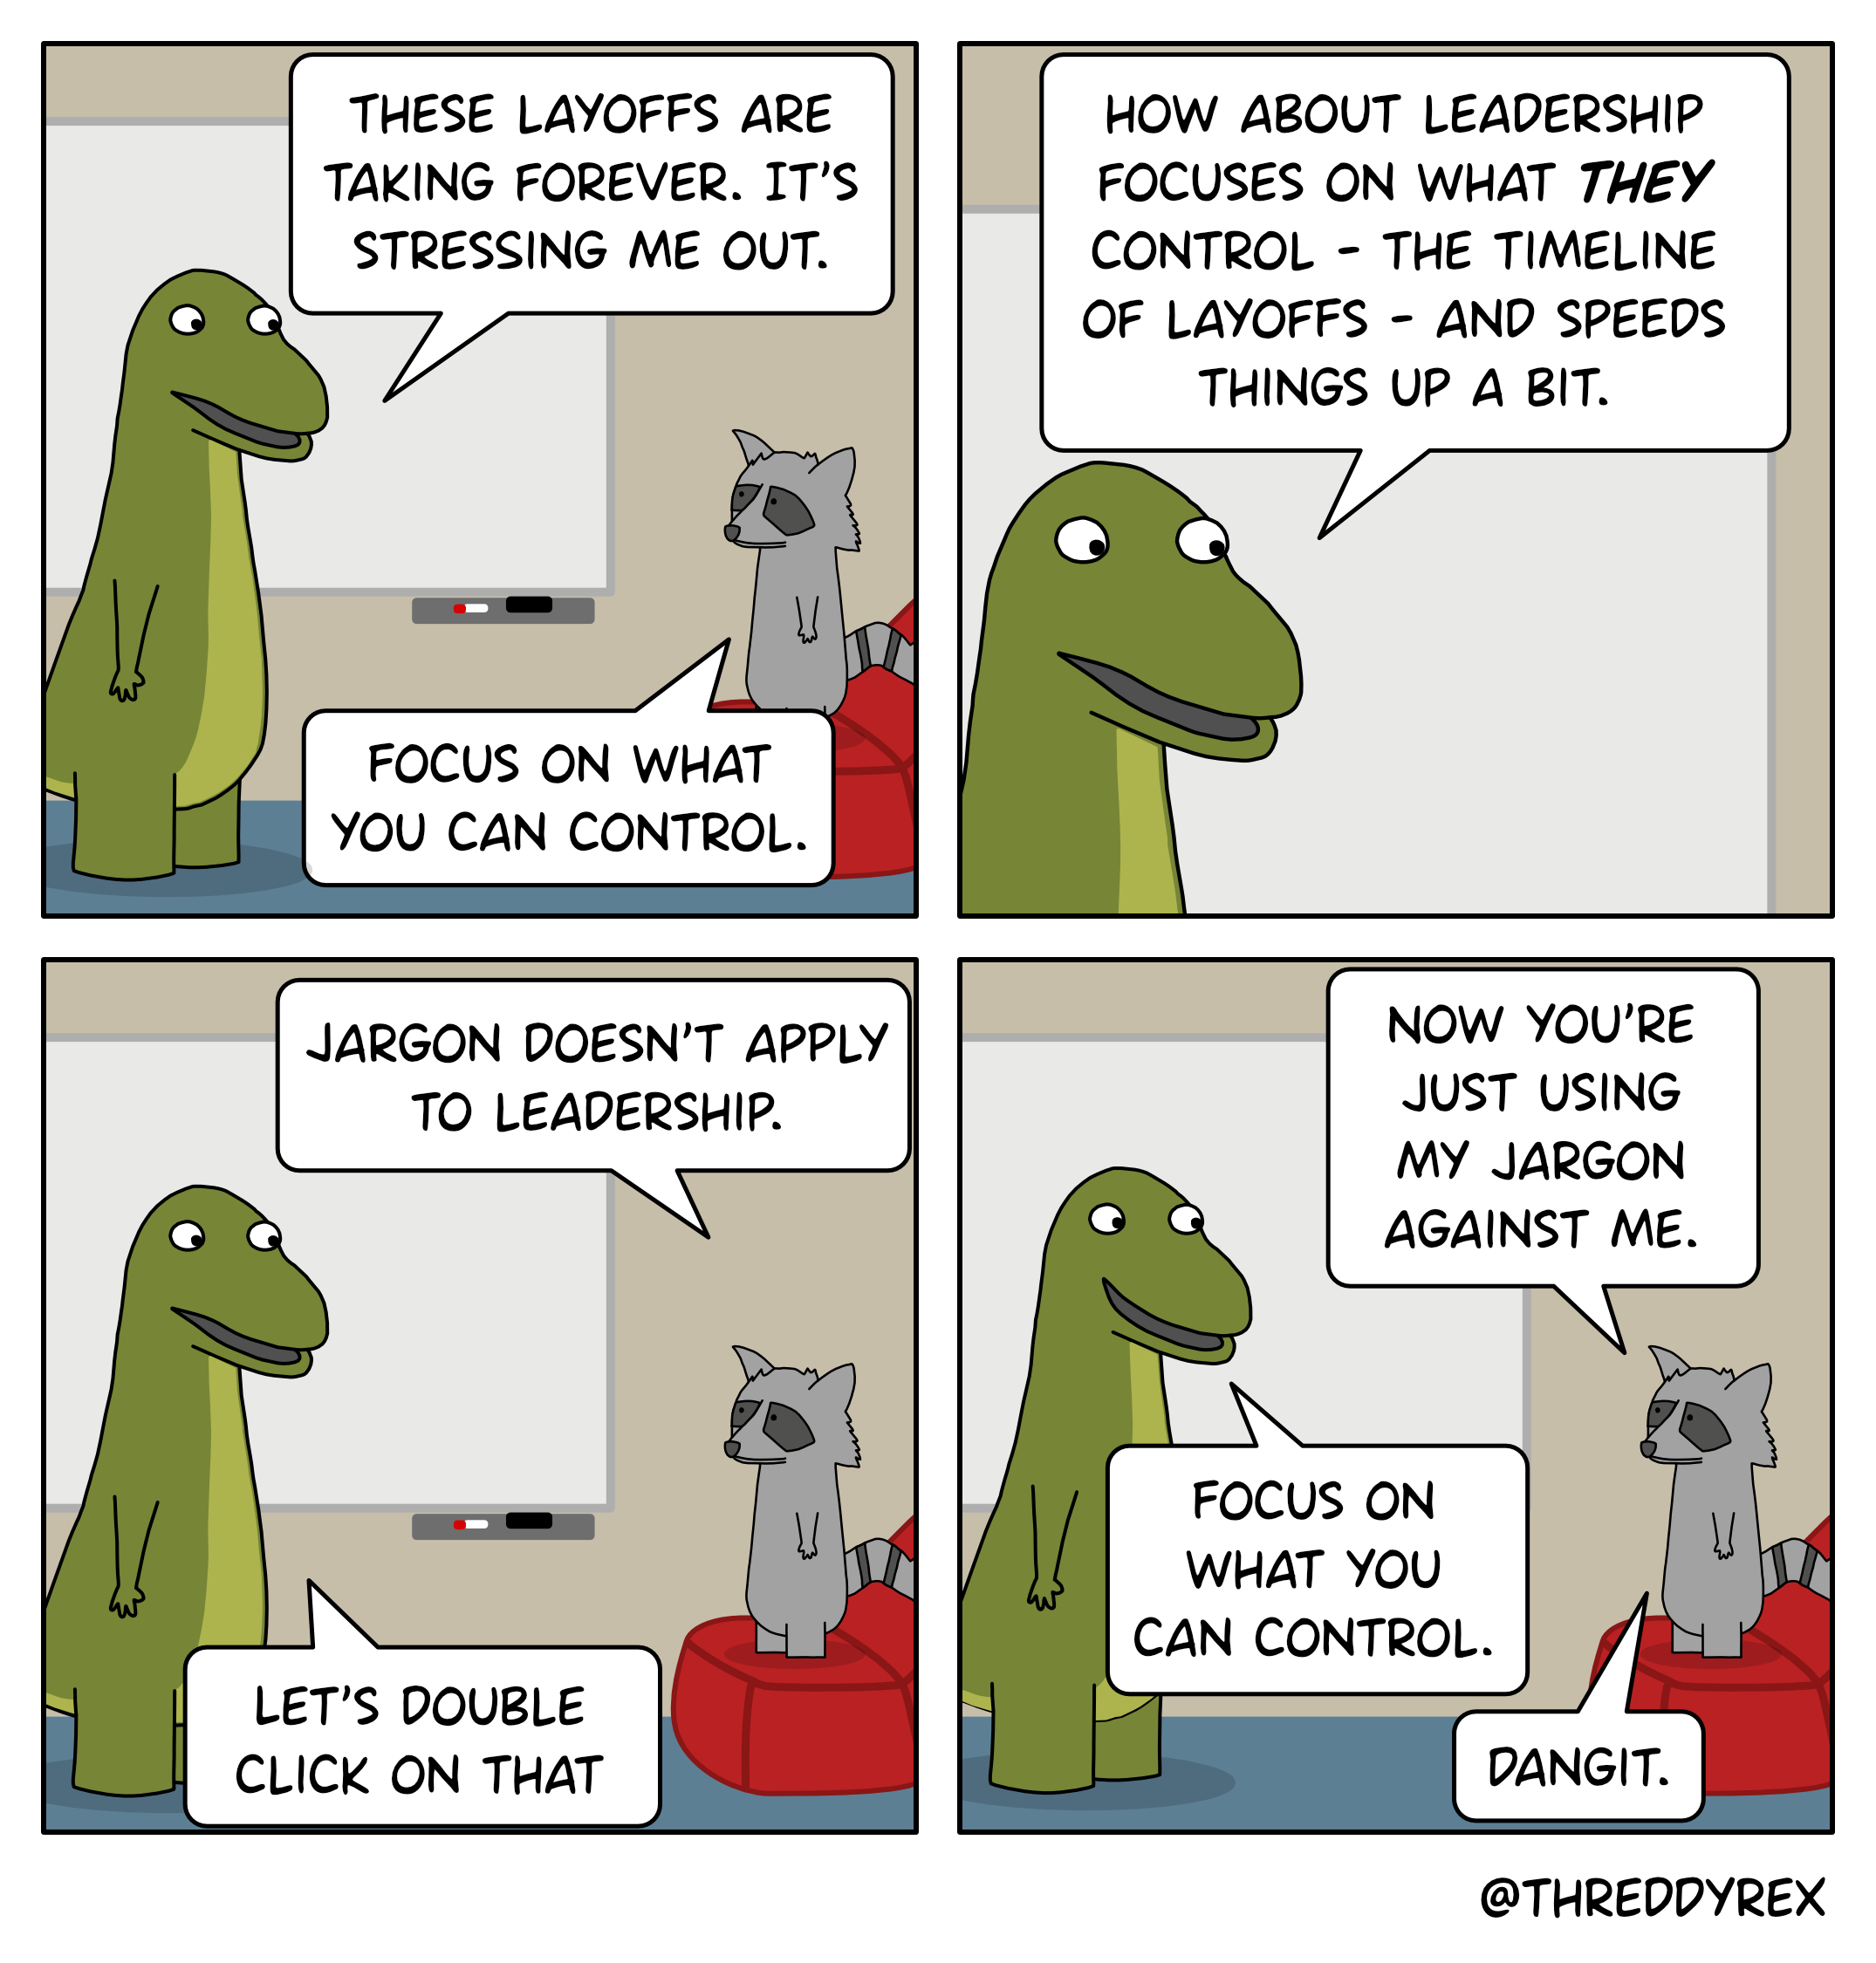 THESE LAYOFFS ARE
TAKING FOREVER. IT'S
STRESSING ME OUT.
FOCUS ON WHAT
YOU CAN CONTROL.
HOW ABOUT LEADERSHIP
FOCUSES ON WHAT THEY
CONTROL - THE TIMELINE
OF LAYOFFS - AND SPEEDS
THINGS UP A BIT.
JARGON DOESN'T APPLY
TO LEADERSHIP.
LET'S DOUBLE
CLICK ON THAT
NOW YOU'RE
JUST USING
MY JARGON
AGAINST ME.
FOCUS ON
WHAT YOU
CAN CONTROL.
DANGIT.
@THREDDYREX